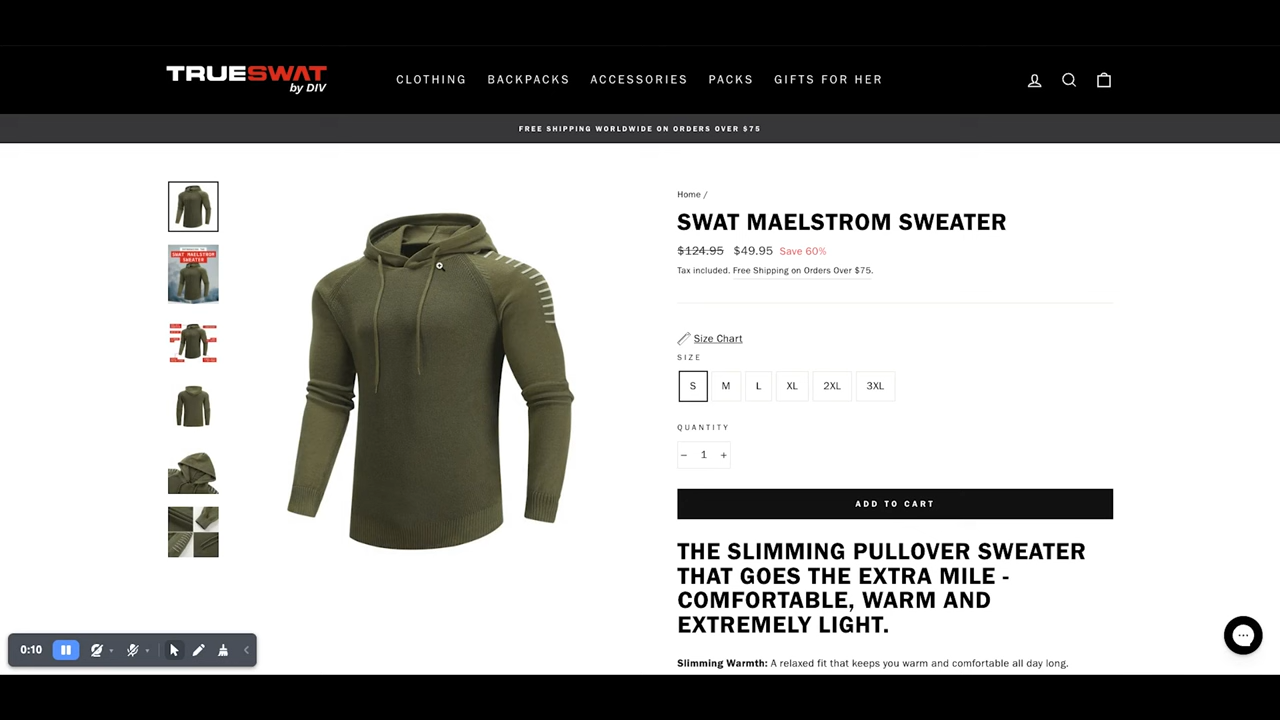 TRUESWAT
by DIV
CLOTHING BACKPACKS ACCESSORIES PACKS GIFTS FOR HER
FREE SHIPPING WORLDWIDE ON ORDERS OVER $75
Home /
SWAT MAELSTROM SWEATER
$124.95 $49.95 Save 60%
Tax included. Free Shipping on Orders Over $75.
Size Chart
SIZE
S M L XL 2XL 3XL
QUANTITY
− 1 +
ADD TO CART
THE SLIMMING PULLOVER SWEATER
THAT GOES THE EXTRA MILE -
COMFORTABLE, WARM AND
EXTREMELY LIGHT.
Slimming Warmth: A relaxed fit that keeps you warm and comfortable all day long.
SWAT MAELSTROM
SWEATER
0:10